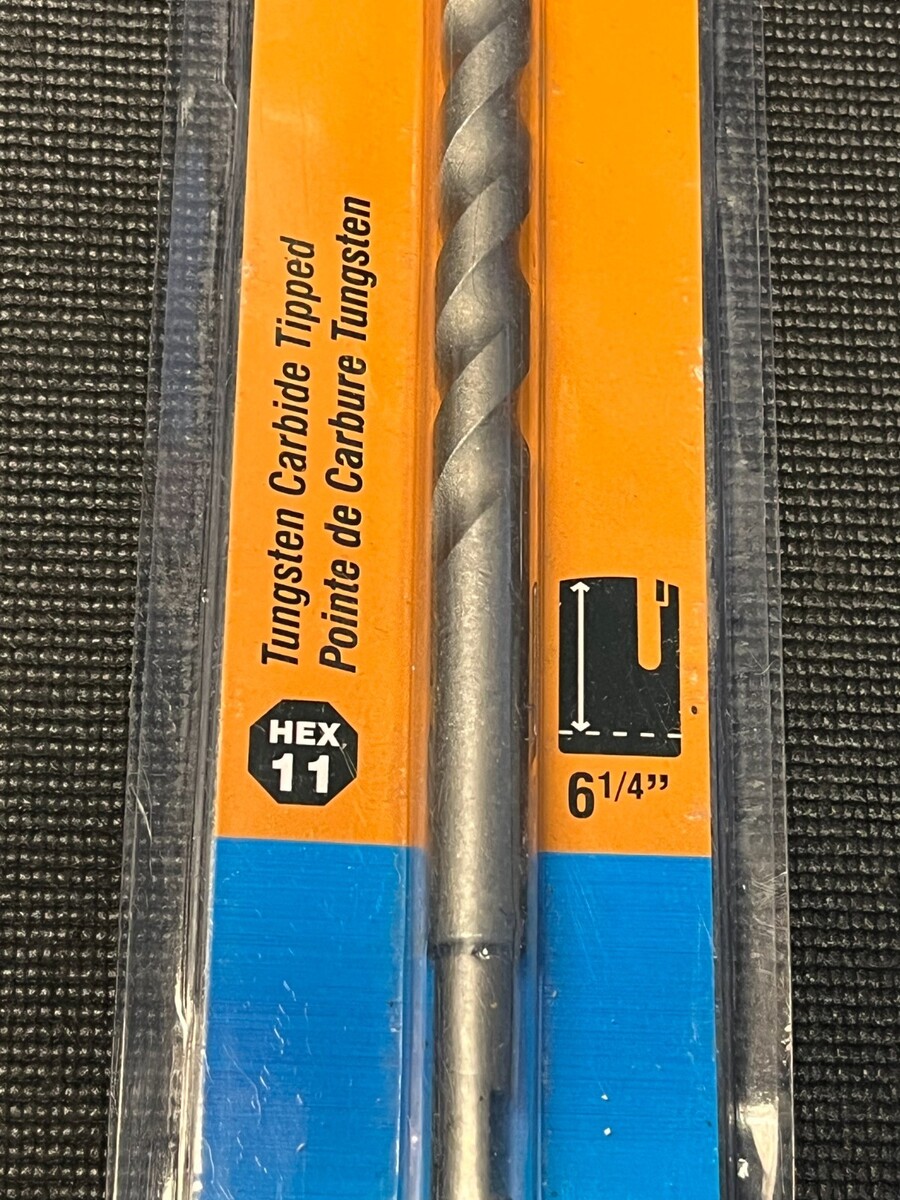 Tungsten Carbide Tipped
Pointe de Carbure Tungsten
HEX
11
6 1/4”